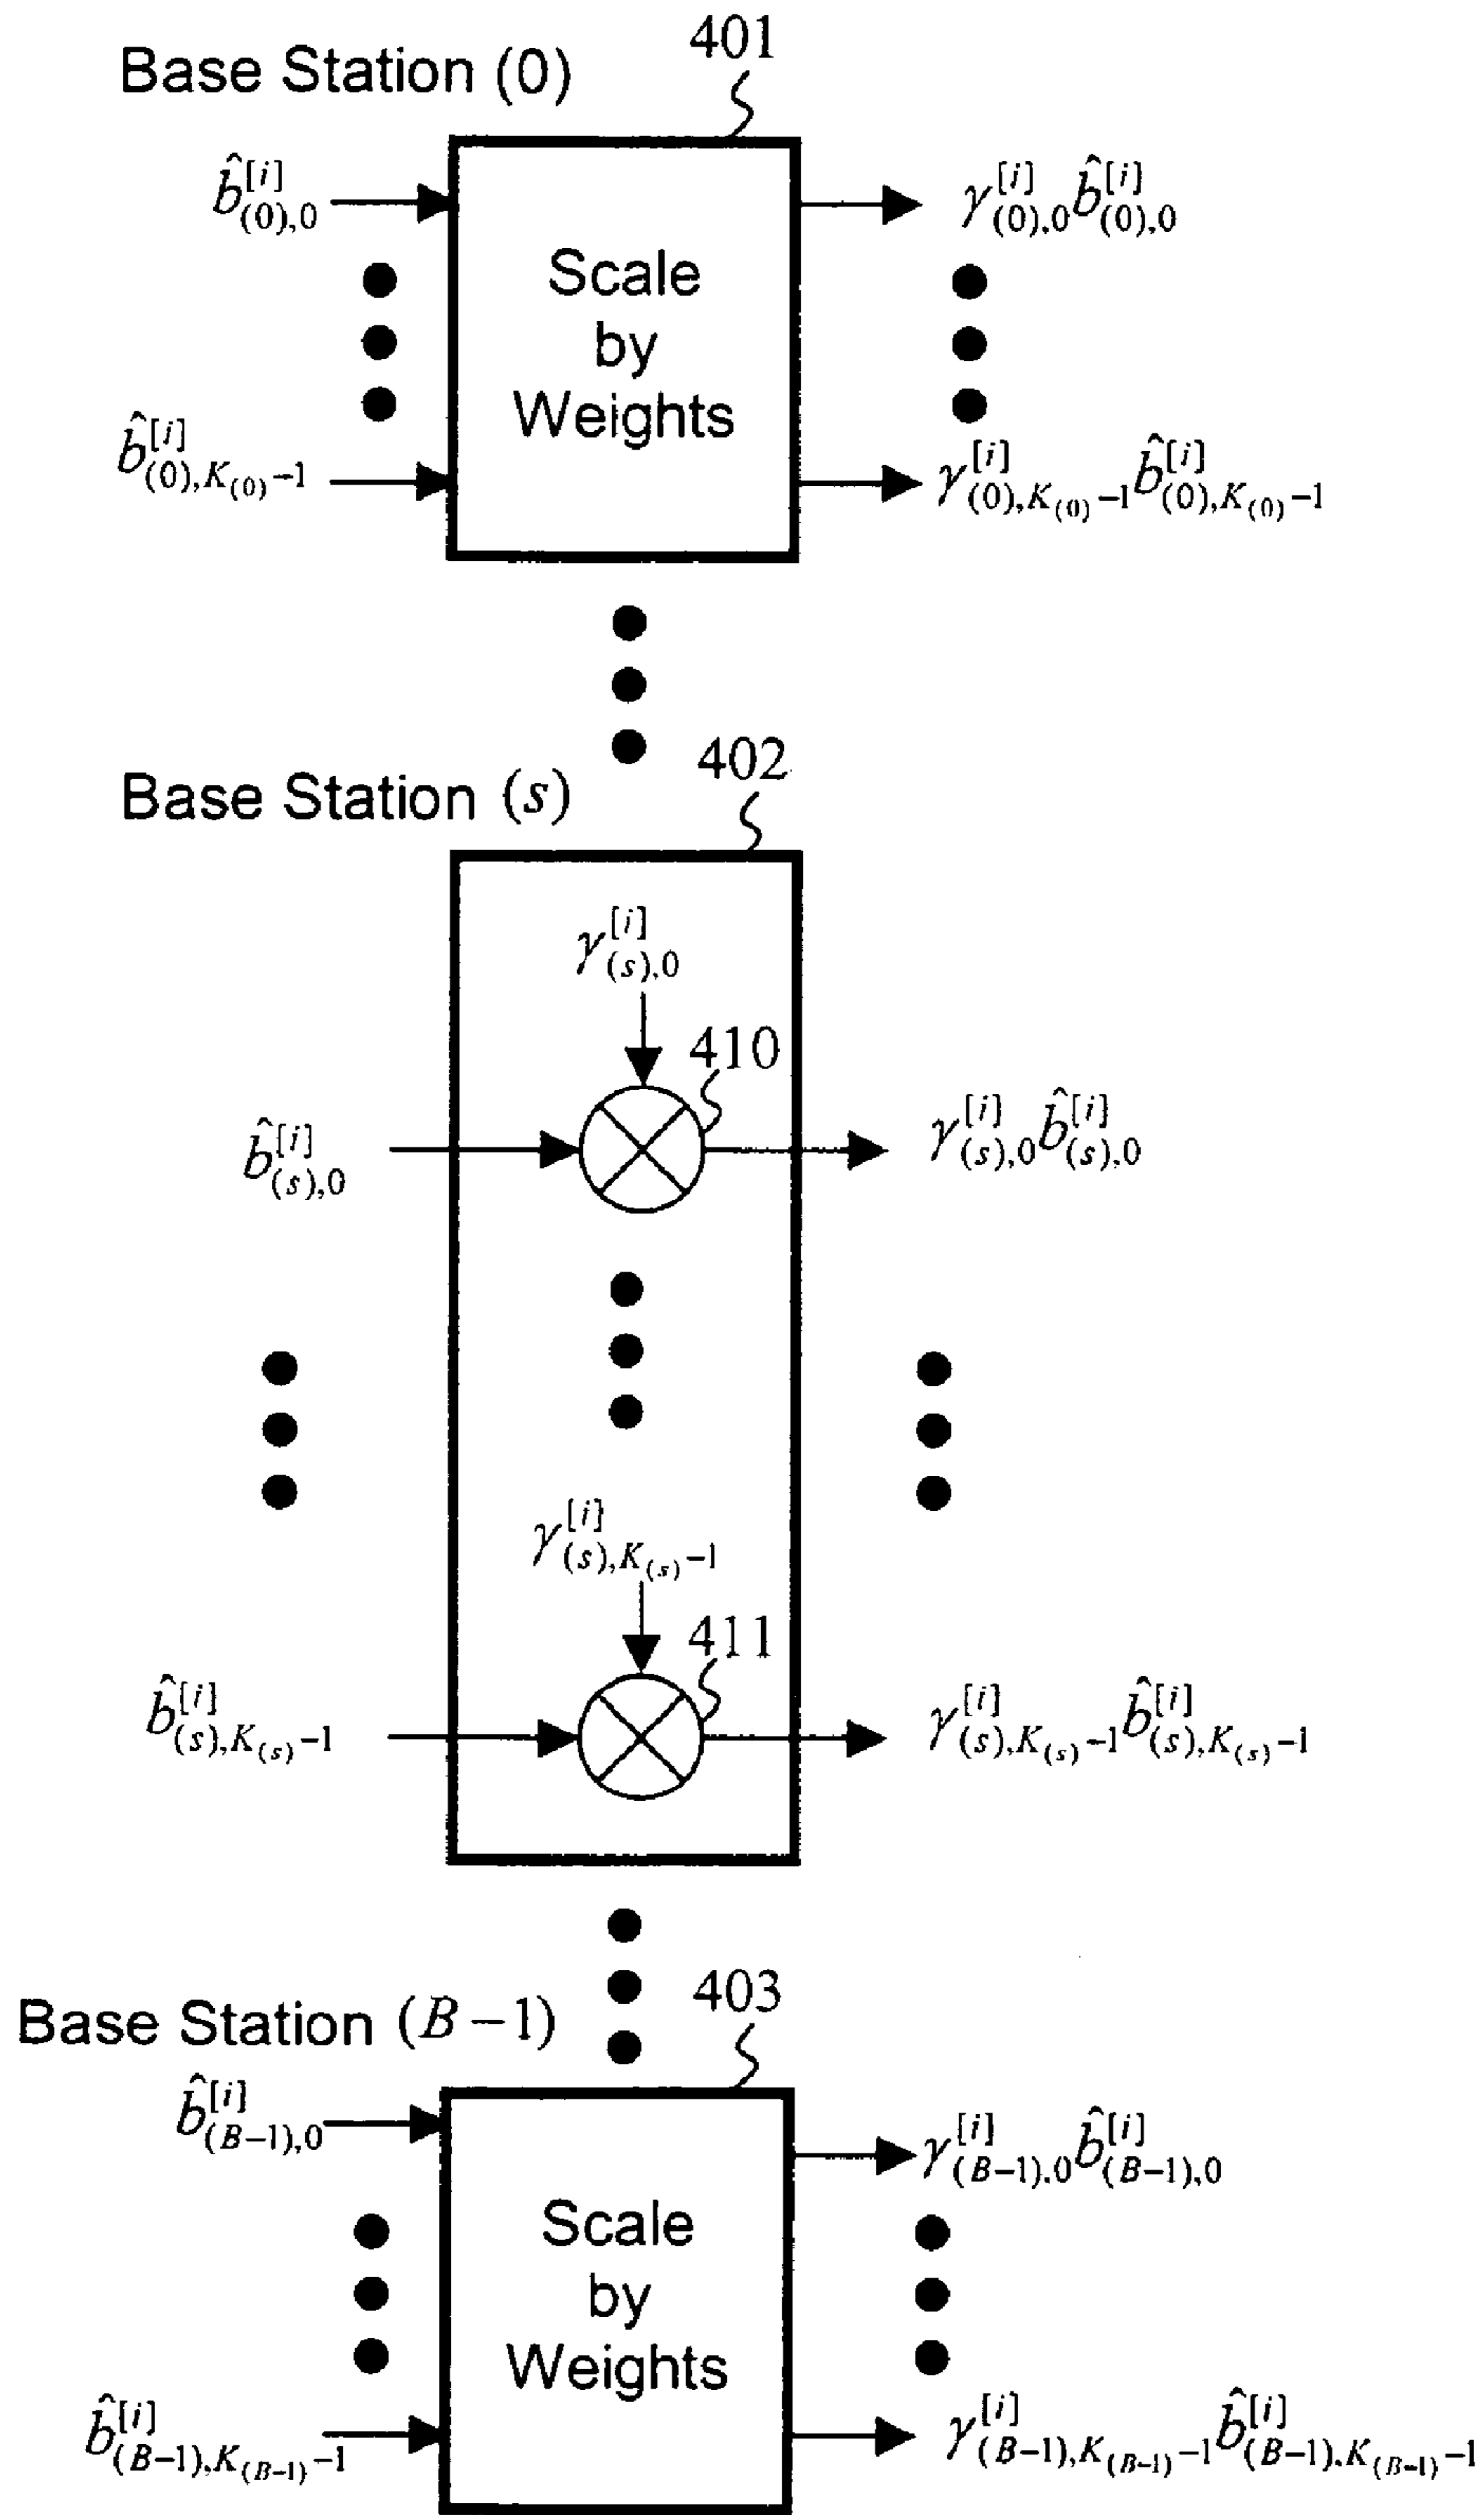 401
Base Station (0)
b̂^{[i]}_{(0),0}
γ^{[i]}_{(0),0} b̂^{[i]}_{(0),0}
Scale
by
Weights
b̂^{[i]}_{(0),K_{(0)}−1}
γ^{[i]}_{(0),K_{(0)}−1} b̂^{[i]}_{(0),K_{(0)}−1}
402
Base Station (s)
γ^{[i]}_{(s),0}
410
b̂^{[i]}_{(s),0}
γ^{[i]}_{(s),0} b̂^{[i]}_{(s),0}
γ^{[i]}_{(s),K_{(s)}−1}
411
b̂^{[i]}_{(s),K_{(s)}−1}
γ^{[i]}_{(s),K_{(s)}−1} b̂^{[i]}_{(s),K_{(s)}−1}
403
Base Station (B−1)
b̂^{[i]}_{(B−1),0}
γ^{[i]}_{(B−1),0} b̂^{[i]}_{(B−1),0}
Scale
by
Weights
b̂^{[i]}_{(B−1),K_{(B−1)}−1}
γ^{[i]}_{(B−1),K_{(B−1)}−1} b̂^{[i]}_{(B−1),K_{(B−1)}−1}